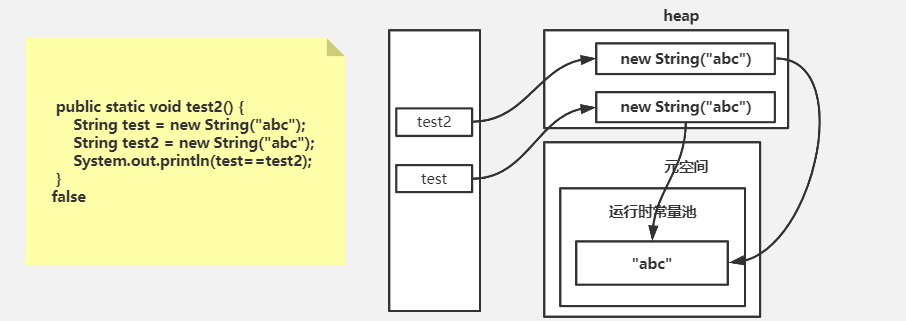 public static void test2() {
String test = new String("abc");
String test2 = new String("abc");
System.out.println(test==test2);
}
false
test2
test
heap
new String("abc")
new String("abc")
元空间
运行时常量池
"abc"